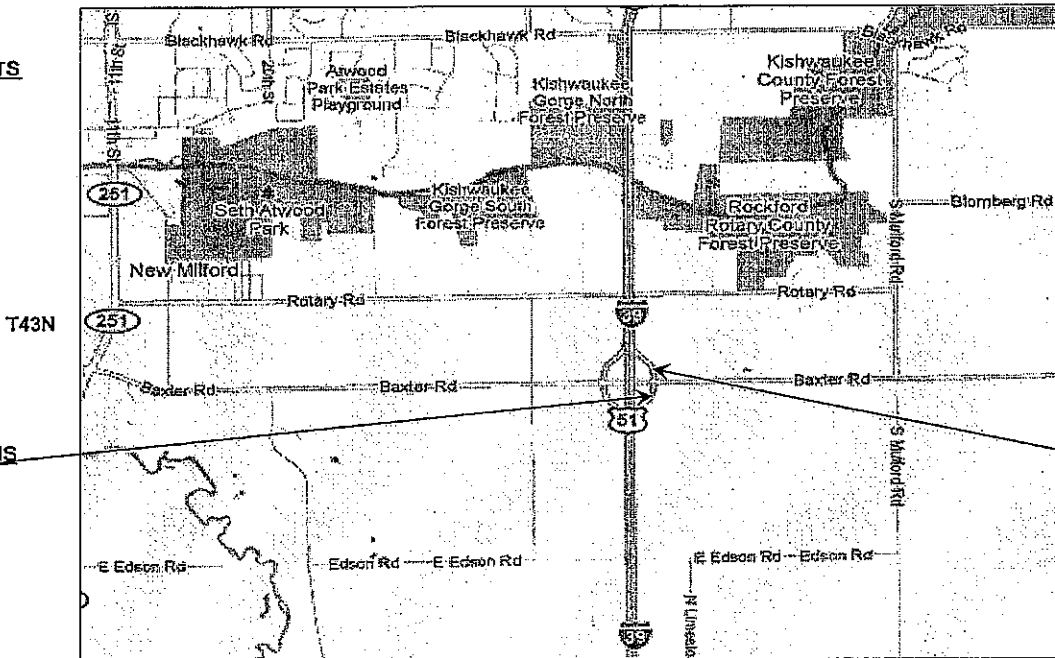 Blackhawk Rd
Blackhawk Rd
TS
11th St
20th St
Atwood
Park Estates
Playground
Kishwaukee
Gorge North
Forest Preserve
Kishwaukee
County Forest
Preserve
11th St
251
Seth Atwood
Park
Kishwaukee
Gorge South
Forest Preserve
Rockford
Rotary County
Forest Preserve
S Mulford Rd
Blomberg Rd
New Milford
Rotary Rd
Rotary Rd
T43N
251
39
Baxter Rd
Baxter Rd
Baxter Rd
51
S Mulford Rd
E Edson Rd
Edson Rd
E Edson Rd
E Edson Rd
Edson Rd
39